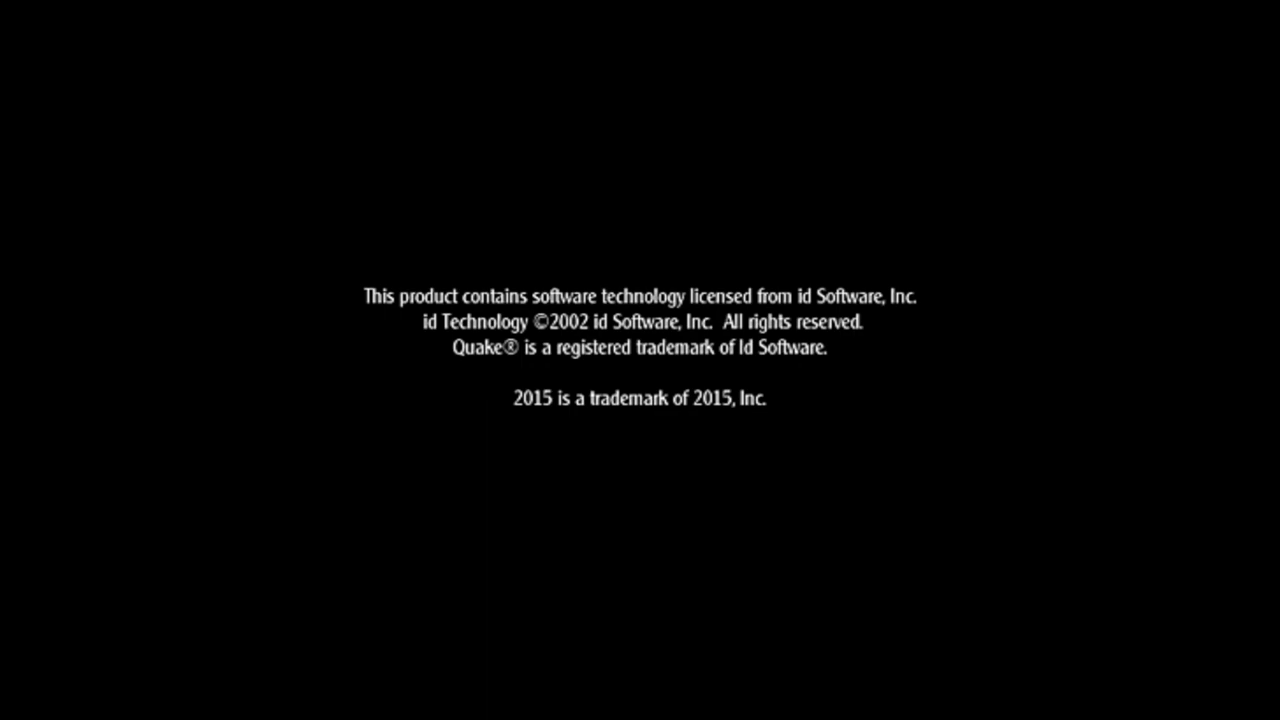 This product contains software technology licensed from id Software, Inc.
id Technology ©2002 id Software, Inc.  All rights reserved.
Quake® is a registered trademark of Id Software.
2015 is a trademark of 2015, Inc.